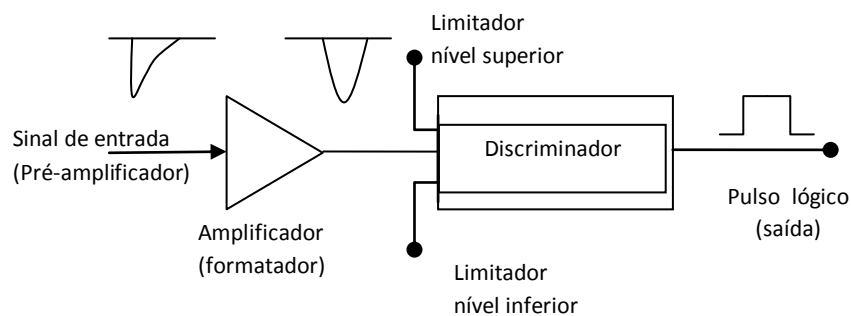 Limitador
nível superior
Sinal de entrada
(Pré-amplificador)
Discriminador
Pulso lógico
(saída)
Amplificador
(formatador)
Limitador
nível inferior